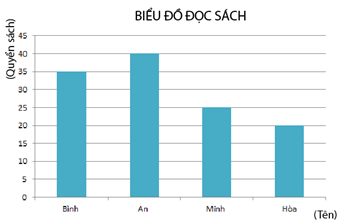 BIỂU ĐỒ ĐỌC SÁCH
(Quyển sách)
45
40
35
30
25
20
15
10
5
0
Bình
An
Minh
Hòa
(Tên)